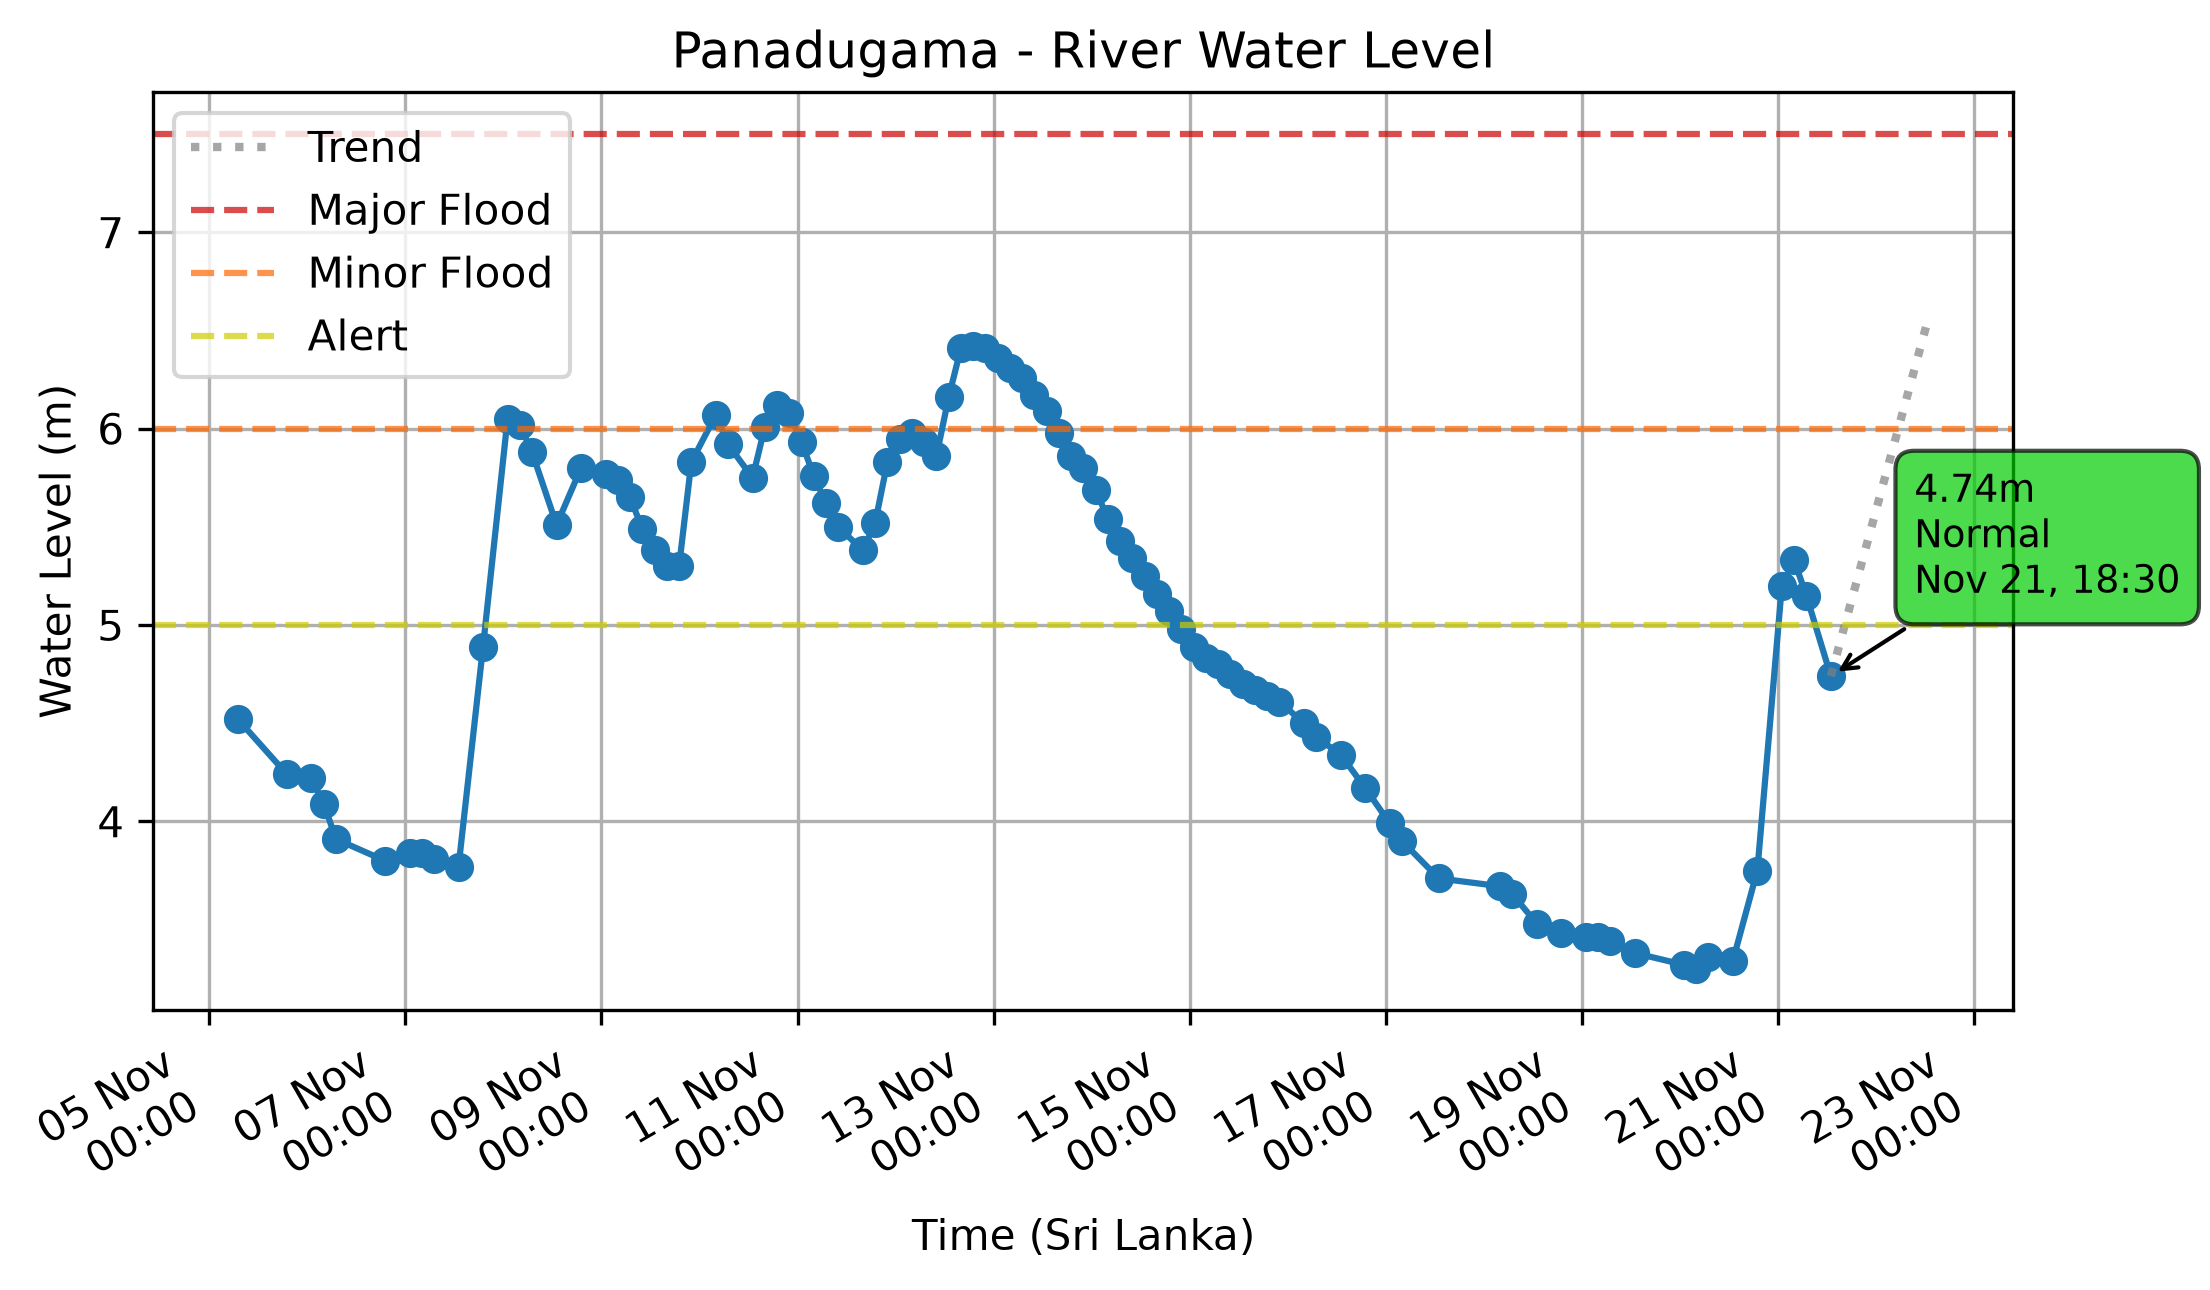 Panadugama - River Water Level
Trend
Major Flood
Minor Flood
Alert
7
6
5
4
Water Level (m)
4.74m
Normal
Nov 21, 18:30
05 Nov
00:00
07 Nov
00:00
09 Nov
00:00
11 Nov
00:00
13 Nov
00:00
15 Nov
00:00
17 Nov
00:00
19 Nov
00:00
21 Nov
00:00
23 Nov
00:00
Time (Sri Lanka)